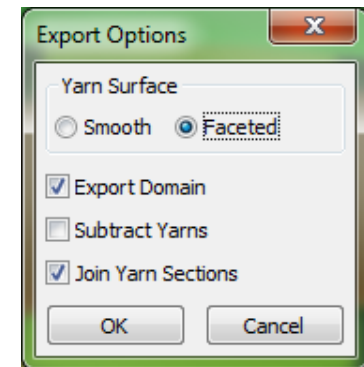 Export Options
Yarn Surface
Smooth Faceted
Export Domain
Subtract Yarns
Join Yarn Sections
OK Cancel